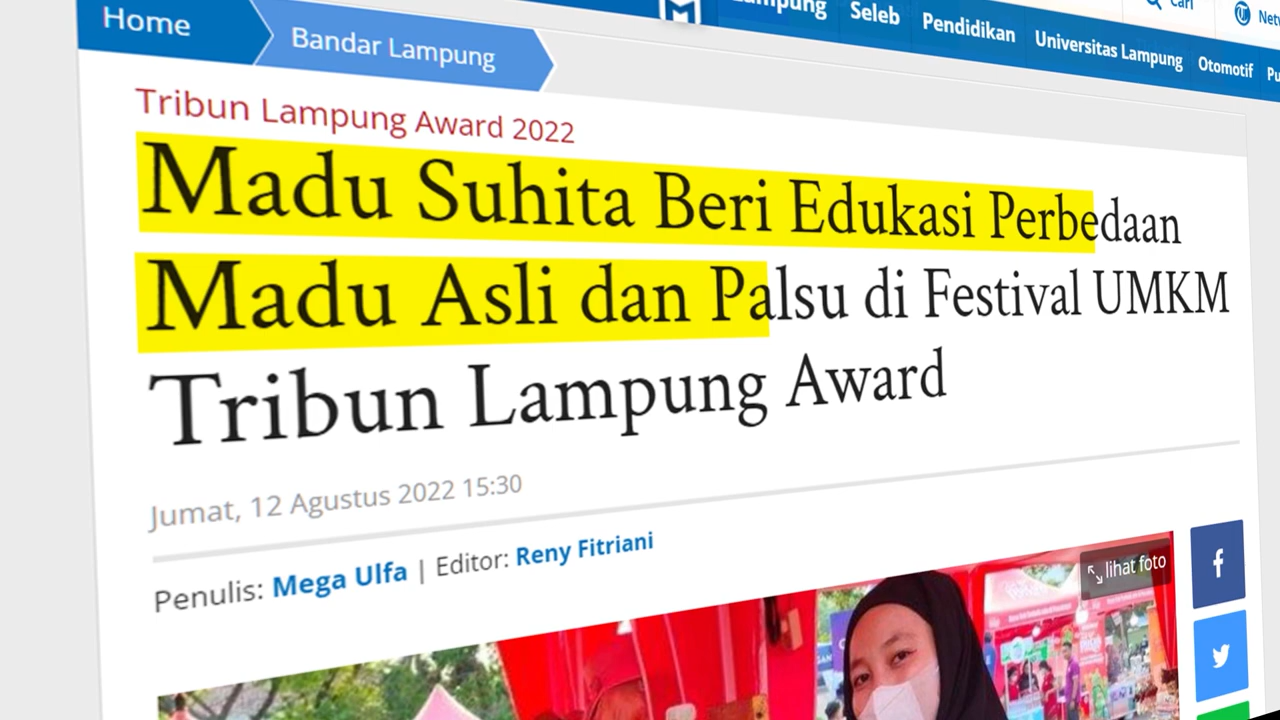 Home
Bandar Lampung
Seleb
Pendidikan
Universitas Lampung
Otomotif
Cari
Tribun Lampung Award 2022
Madu Suhita Beri Edukasi Perbedaan
Madu Asli dan Palsu di Festival UMKM
Tribun Lampung Award
Jumat, 12 Agustus 2022 15:30
Penulis: Mega Ulfa | Editor: Reny Fitriani
lihat foto